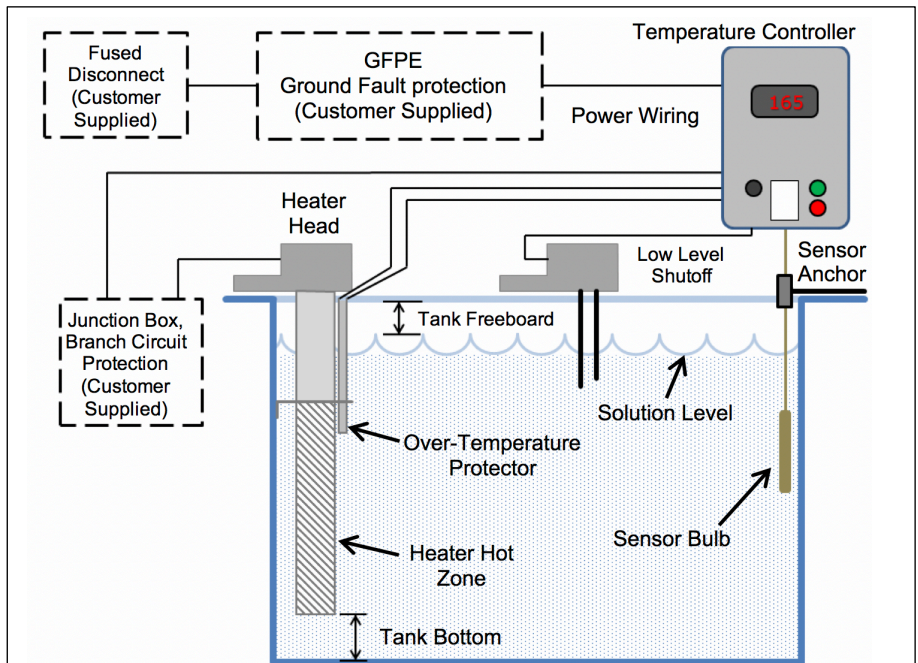 Temperature Controller
Fused
Disconnect
(Customer
Supplied)
GFPE
Ground Fault protection
(Customer Supplied)
165
Power Wiring
Heater
Head
Low Level
Shutoff
Sensor
Anchor
Junction Box,
Branch Circuit
Protection
(Customer
Supplied)
Tank Freeboard
Solution Level
Over-Temperature
Protector
Sensor Bulb
Heater Hot
Zone
Tank Bottom